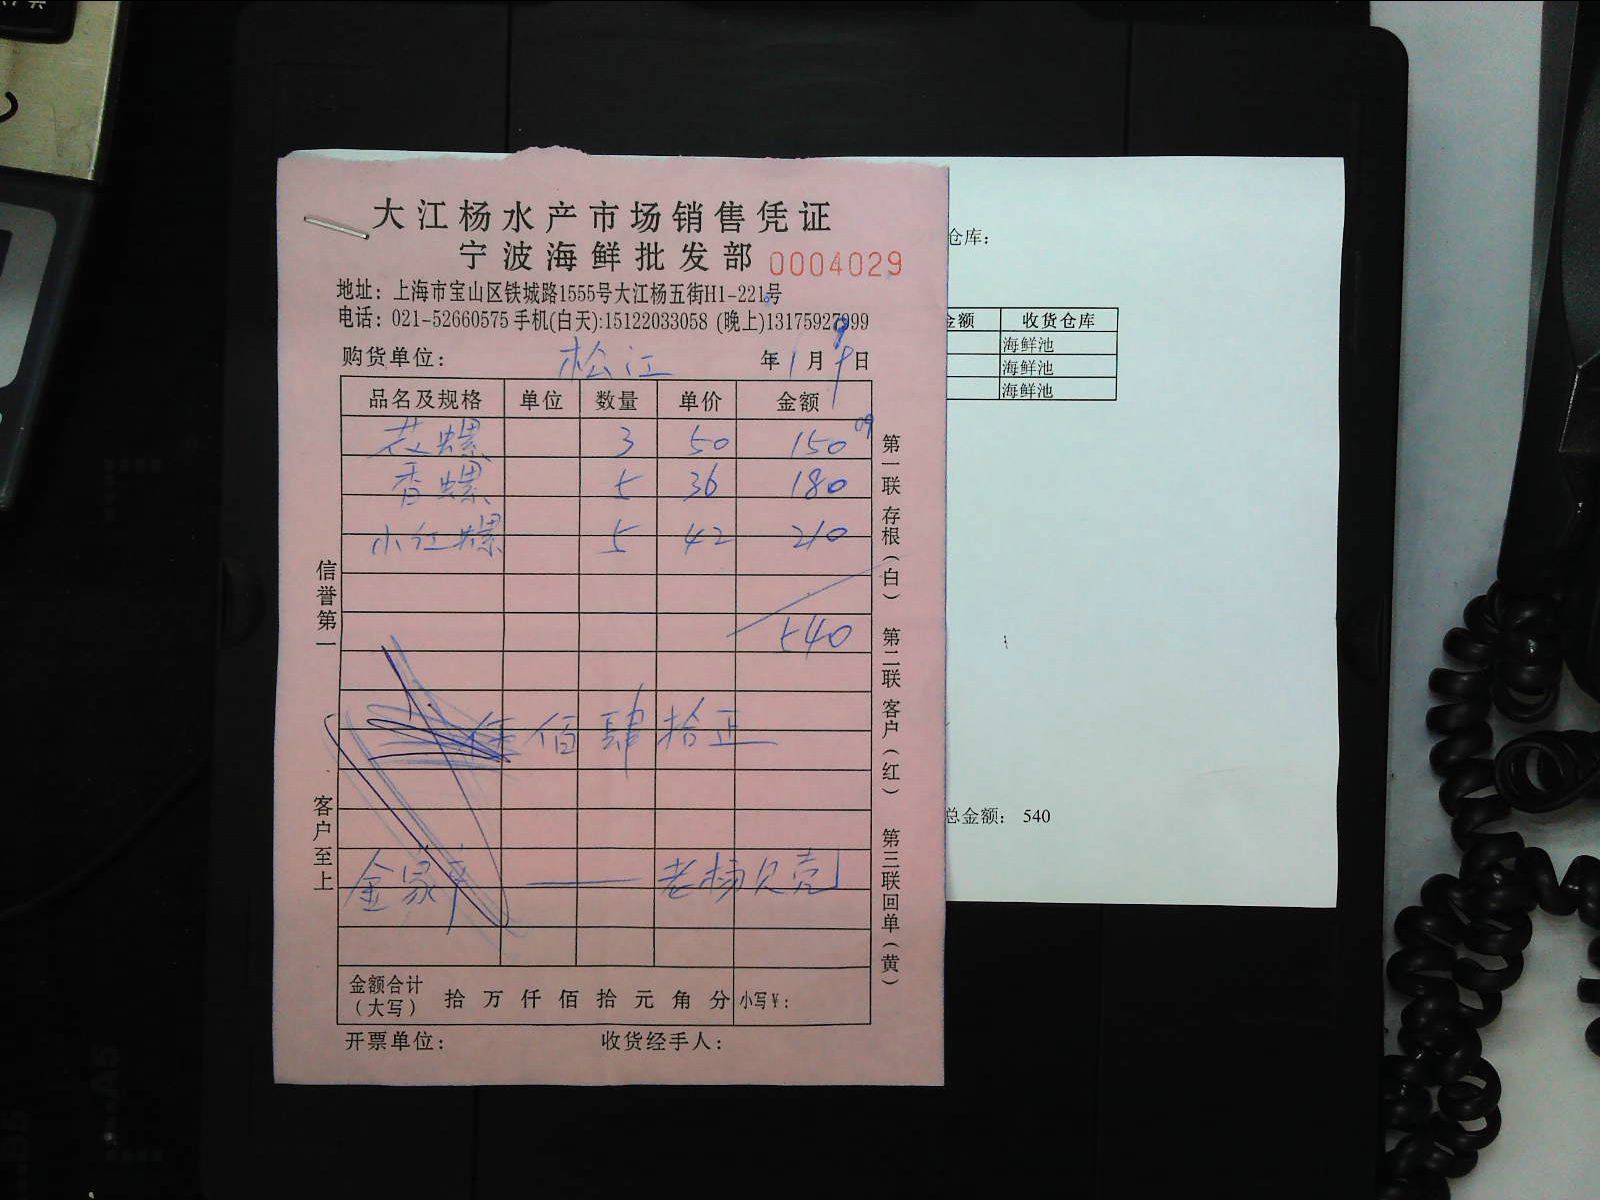 大江杨水产市场销售凭证
宁波海鲜批发部 0004029
地址：上海市宝山区铁城路1555号大江杨五街H1-221号
电话：021-52660575 手机(白天):15122033058 (晚上)13175927999
购货单位： 松江 年 1 月 9 日
品名及规格 单位 数量 单价 金额
花螺 3 50 150
09
香螺 5 36 180
小红螺 5 42 210
540
伍佰肆拾正
金家 —— 老杨贝壳
金额合计（大写） 拾 万 仟 佰 拾 元 角 分 小写¥：
开票单位： 收货经手人：
信誉第一
客户至上
第一联 存根（白） 第二联 客户（红） 第三联 回单（黄）
仓库：
金额 收货仓库
海鲜池
海鲜池
海鲜池
总金额： 540